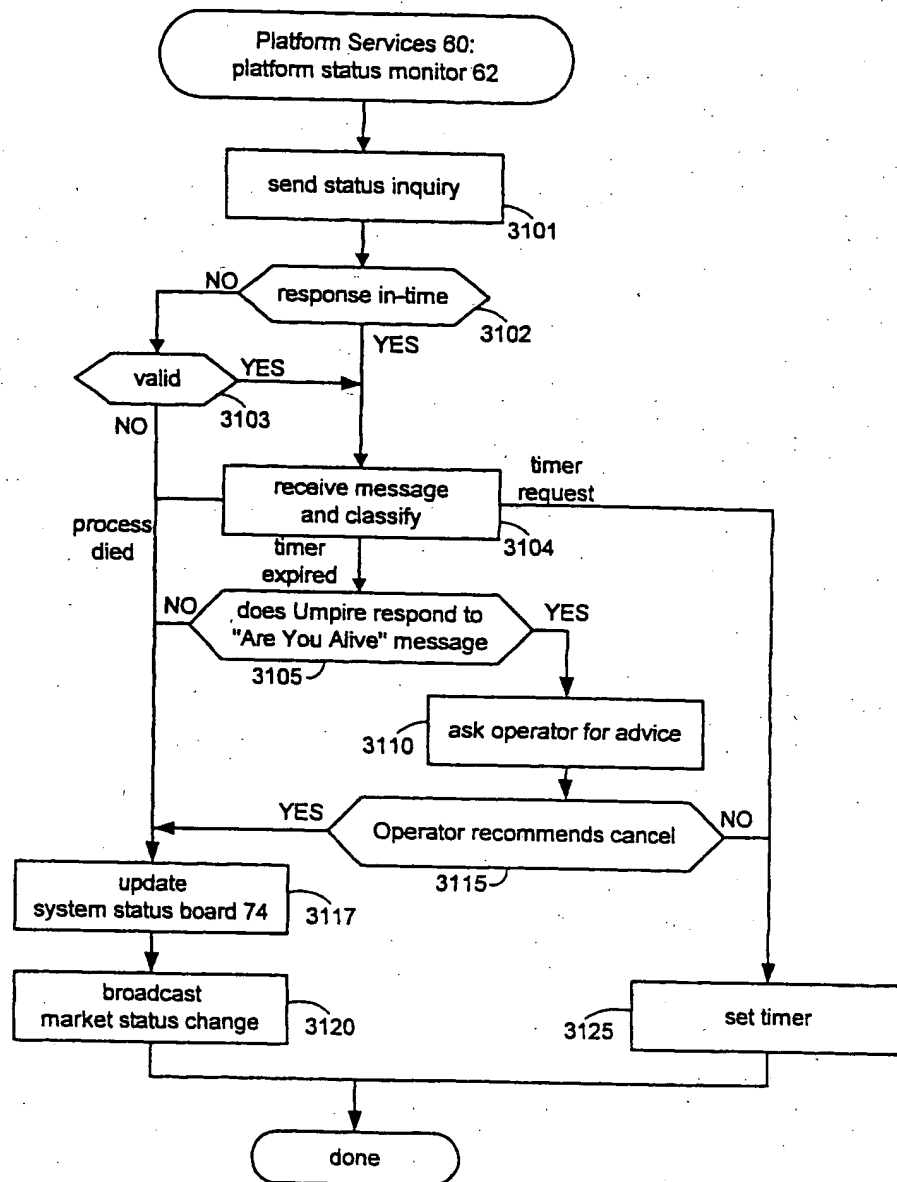 Platform Services 60:
platform status monitor 62
send status inquiry
3101
NO
response in-time
3102
YES
valid
YES
3103
NO
receive message
and classify
timer
request
3104
process
died
timer
expired
NO
does Umpire respond to
"Are You Alive" message
YES
3105
3110
ask operator for advice
YES
Operator recommends cancel
NO
3115
update
system status board 74
3117
broadcast
market status change
3120
3125
set timer
done